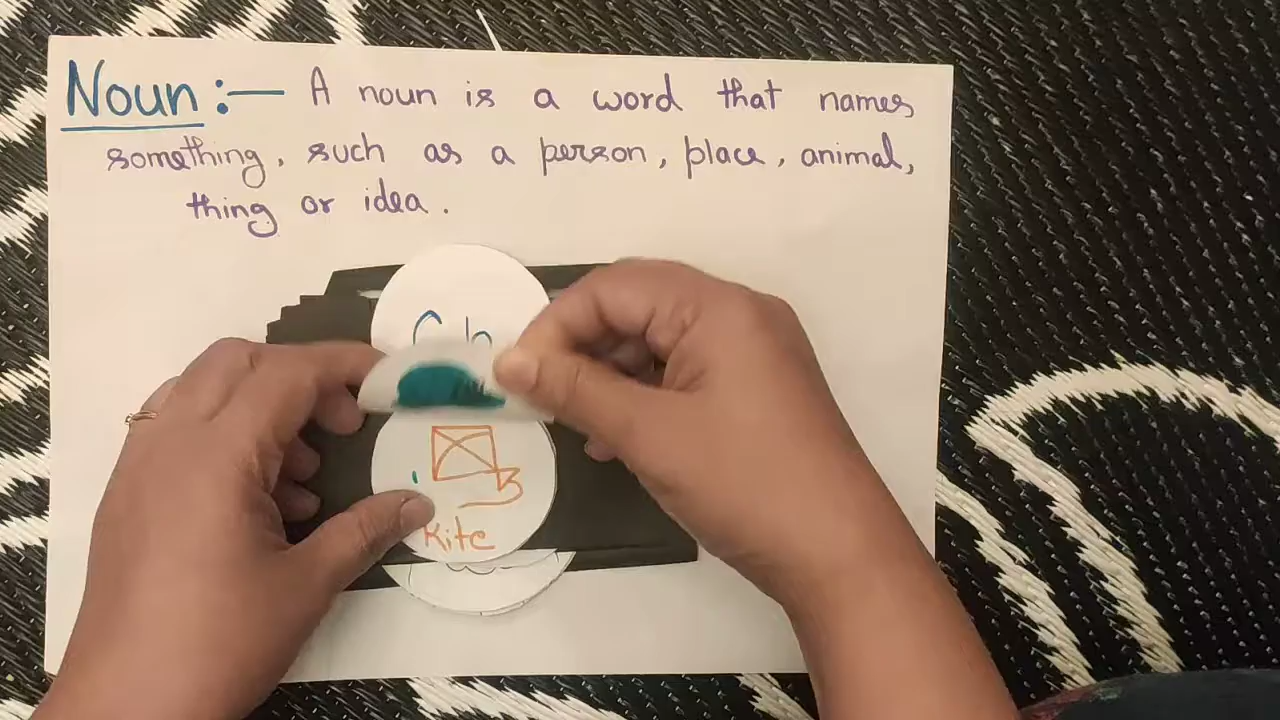 Noun:— A noun is a word that names
something, such as a person, place, animal,
thing or idea.
Kite